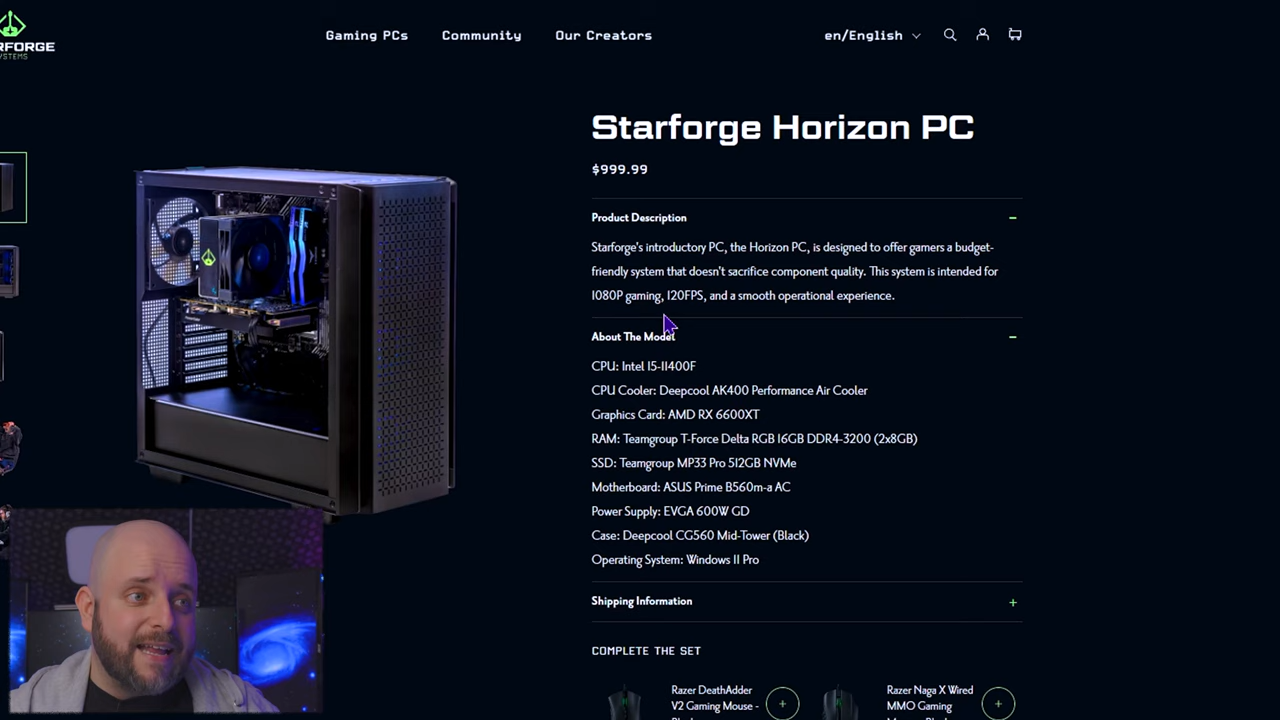 RFORGE
YSTEMS
Gaming PCs
Community
Our Creators
en/English
Starforge Horizon PC
$999.99
Product Description
Starforge's introductory PC, the Horizon PC, is designed to offer gamers a budget-
friendly system that doesn't sacrifice component quality. This system is intended for
1080P gaming, 120FPS, and a smooth operational experience.
About The Model
CPU: Intel I5-11400F
CPU Cooler: Deepcool AK400 Performance Air Cooler
Graphics Card: AMD RX 6600XT
RAM: Teamgroup T-Force Delta RGB 16GB DDR4-3200 (2x8GB)
SSD: Teamgroup MP33 Pro 512GB NVMe
Motherboard: ASUS Prime B560m-a AC
Power Supply: EVGA 600W GD
Case: Deepcool CG560 Mid-Tower (Black)
Operating System: Windows 11 Pro
Shipping Information
COMPLETE THE SET
Razer DeathAdder
V2 Gaming Mouse -
Razer Naga X Wired
MMO Gaming